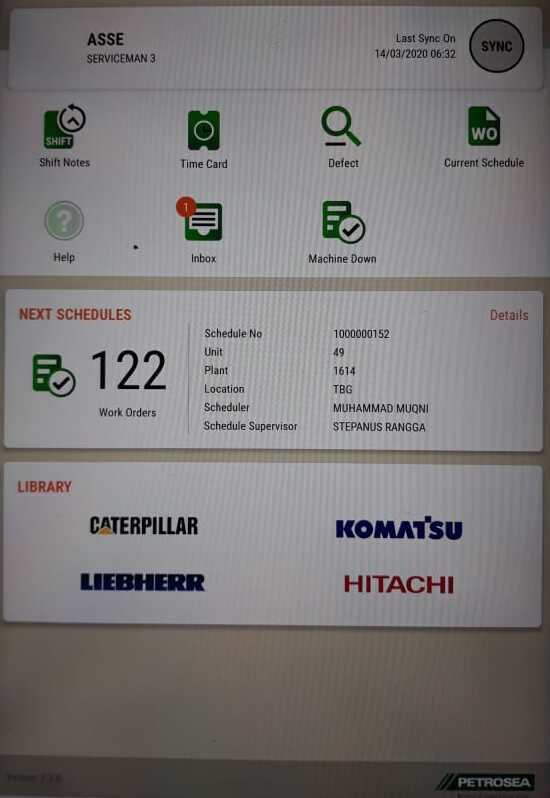 ASSE
SERVICEMAN 3
Last Sync On
14/03/2020 06:32
SYNC
SHIFT
Shift Notes
Time Card
Defect
WO
Current Schedule
?
Help
1
Inbox
Machine Down
NEXT SCHEDULES
Details
122
Work Orders
Schedule No 1000000152
Unit 49
Plant 1614
Location TBG
Scheduler MUHAMMAD MUQNI
Schedule Supervisor STEPANUS RANGGA
LIBRARY
CATERPILLAR
KOMATSU
LIEBHERR
HITACHI
PETROSEA